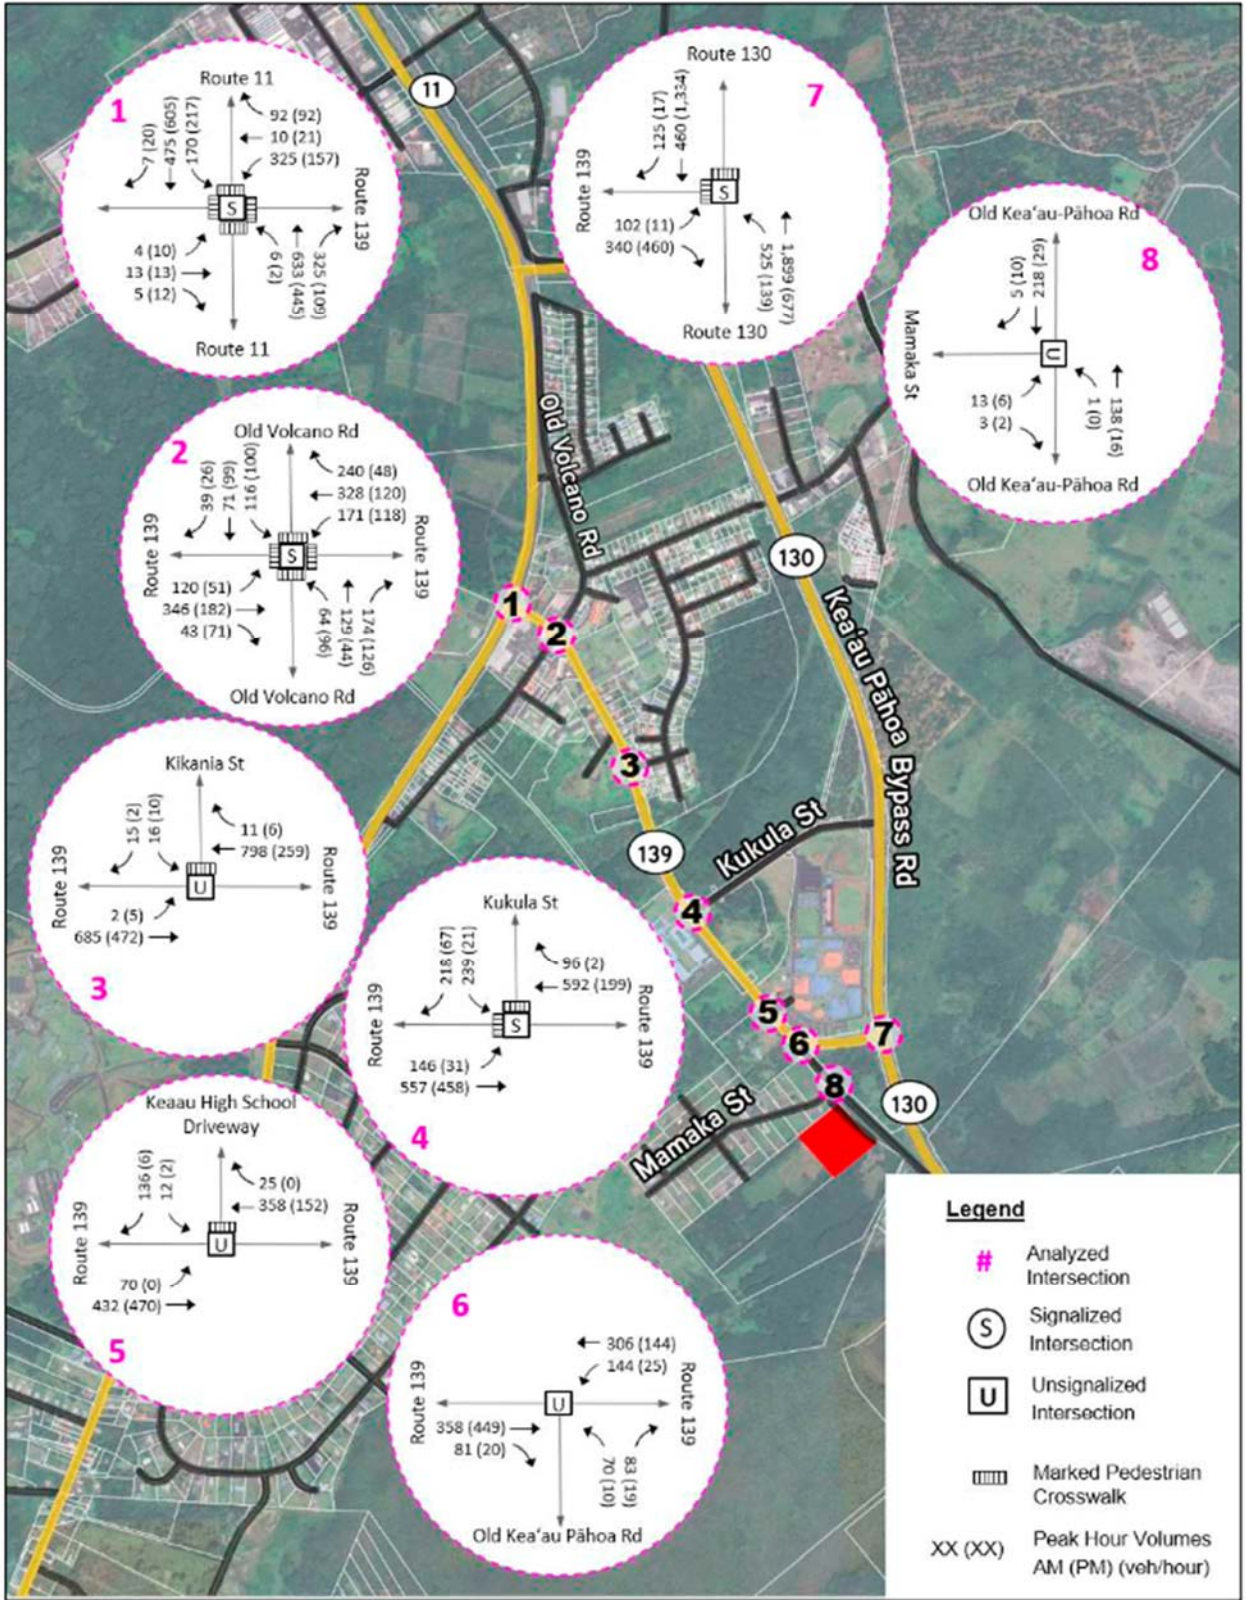 1
Route 11
7 (20)
475 (605)
170 (217)
92 (92)
10 (21)
325 (157)
S
Route 139
4 (10)
13 (13)
5 (12)
6 (2)
633 (445)
325 (109)
Route 11
11
7
Route 130
125 (17)
460 (1,334)
Route 139
S
102 (11)
340 (460)
525 (139)
1,899 (677)
Route 130
8
Old Kea‘au-Pāhoa Rd
5 (10)
218 (29)
Mamaka St
U
13 (6)
3 (2)
1 (0)
138 (16)
Old Kea‘au-Pāhoa Rd
2
Old Volcano Rd
39 (26)
71 (99)
116 (100)
240 (48)
328 (120)
171 (118)
Route 139
S
Route 139
120 (51)
346 (182)
43 (71)
64 (96)
129 (44)
174 (126)
Old Volcano Rd
Old Volcano Rd
130
Kea‘au Pāhoa Bypass Rd
1
2
3
139
Kukula St
4
5
6
7
8
130
Mamaka St
Kikania St
15 (2)
16 (10)
11 (6)
798 (259)
Route 139
U
Route 139
2 (5)
685 (472)
3
Kukula St
218 (67)
239 (21)
96 (2)
592 (199)
Route 139
S
Route 139
146 (31)
557 (458)
4
Keaau High School
Driveway
136 (6)
12 (2)
25 (0)
358 (152)
Route 139
U
Route 139
70 (0)
432 (470)
5
6
306 (144)
144 (25)
Route 139
U
Route 139
358 (449)
81 (20)
70 (10)
83 (19)
Old Kea‘au Pāhoa Rd
Legend
# Analyzed
Intersection
S Signalized
Intersection
U Unsignalized
Intersection
Marked Pedestrian
Crosswalk
XX (XX) Peak Hour Volumes
AM (PM) (veh/hour)